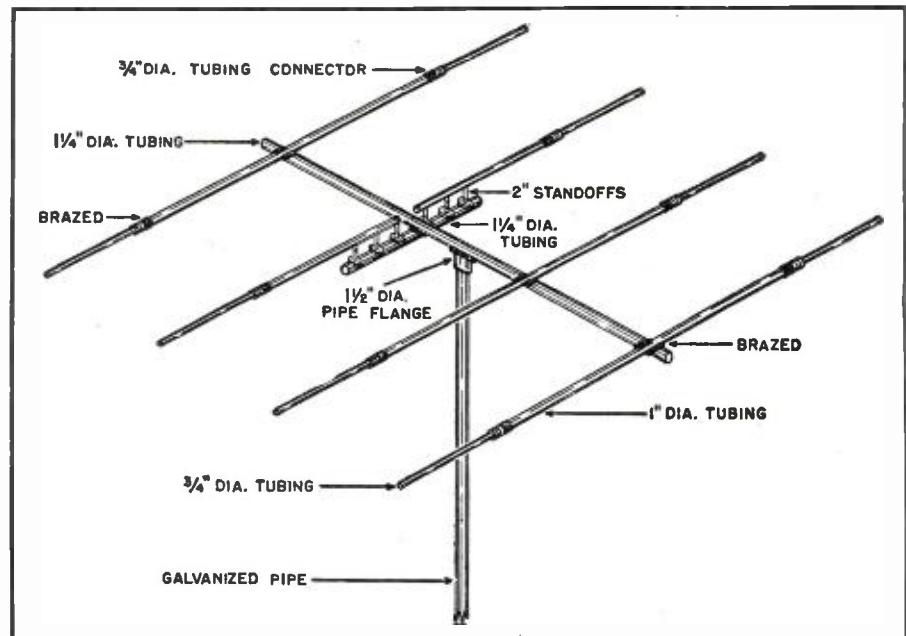 3/4" DIA. TUBING CONNECTOR
1 1/4" DIA. TUBING
BRAZED
2" STANDOFFS
1 1/4" DIA.
TUBING
1 1/2" DIA.
PIPE FLANGE
BRAZED
1" DIA. TUBING
3/4" DIA. TUBING
GALVANIZED PIPE